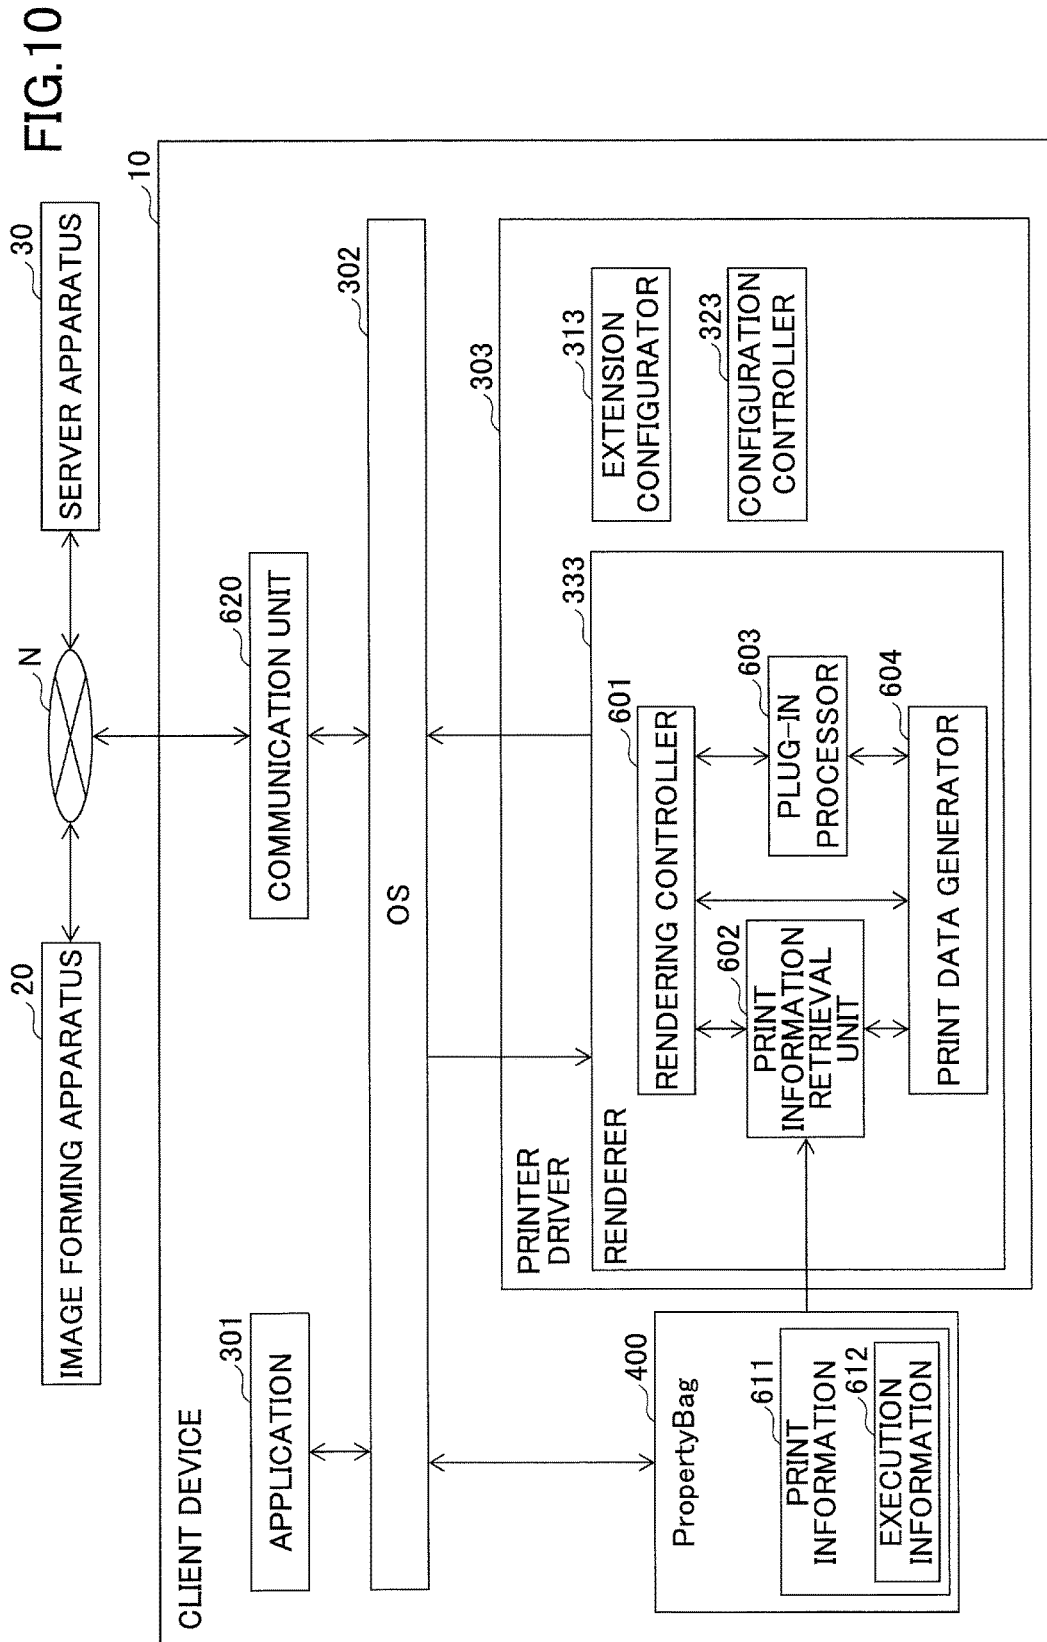 FIG.10
20
IMAGE FORMING APPARATUS
N
30
SERVER APPARATUS
10
CLIENT DEVICE
301
APPLICATION
620
COMMUNICATION UNIT
302
OS
303
PRINTER
DRIVER
313
EXTENSION
CONFIGURATOR
323
CONFIGURATION
CONTROLLER
333
RENDERER
601
RENDERING CONTROLLER
602
PRINT
INFORMATION
RETRIEVAL
UNIT
603
PLUG-IN
PROCESSOR
604
PRINT DATA GENERATOR
400
PropertyBag
611
PRINT
INFORMATION
612
EXECUTION
INFORMATION